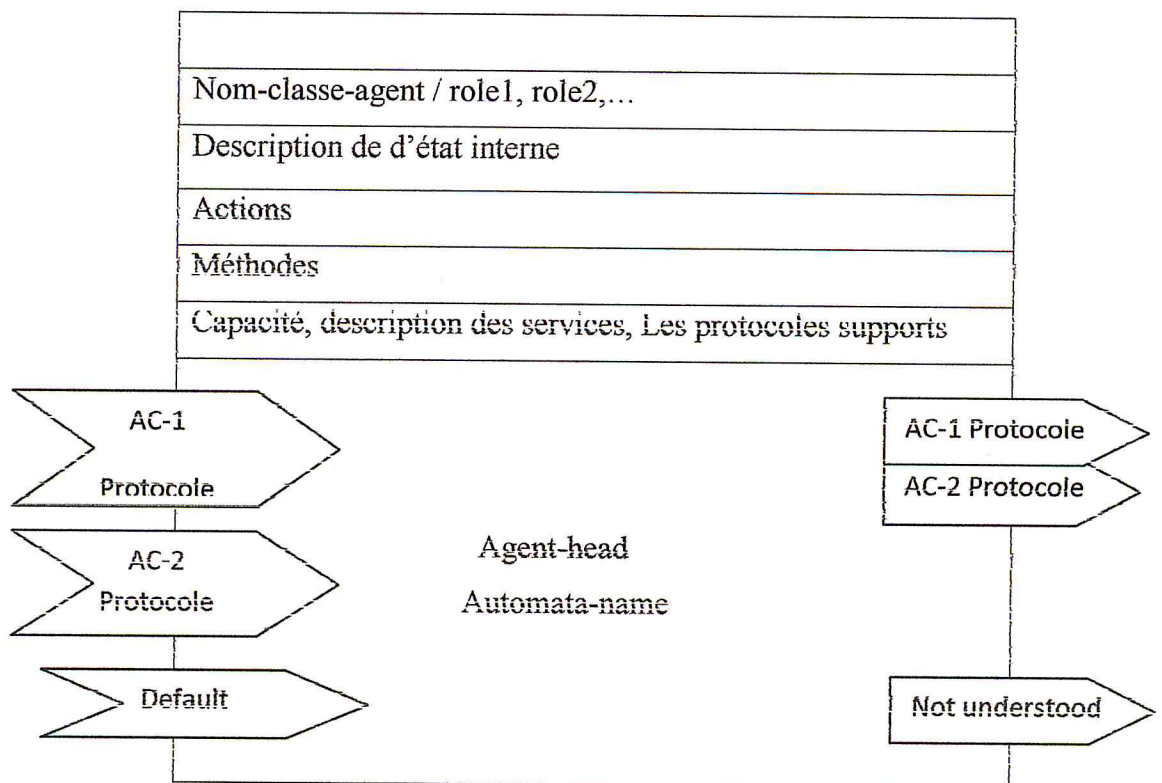 Nom-classe-agent / role1, role2,...
Description de d'état interne
Actions
Méthodes
Capacité, description des services, Les protocoles supports
AC-1
Protocole
AC-1 Protocole
AC-2 Protocole
AC-2
Protocole
Agent-head
Automata-name
Default
Not understood